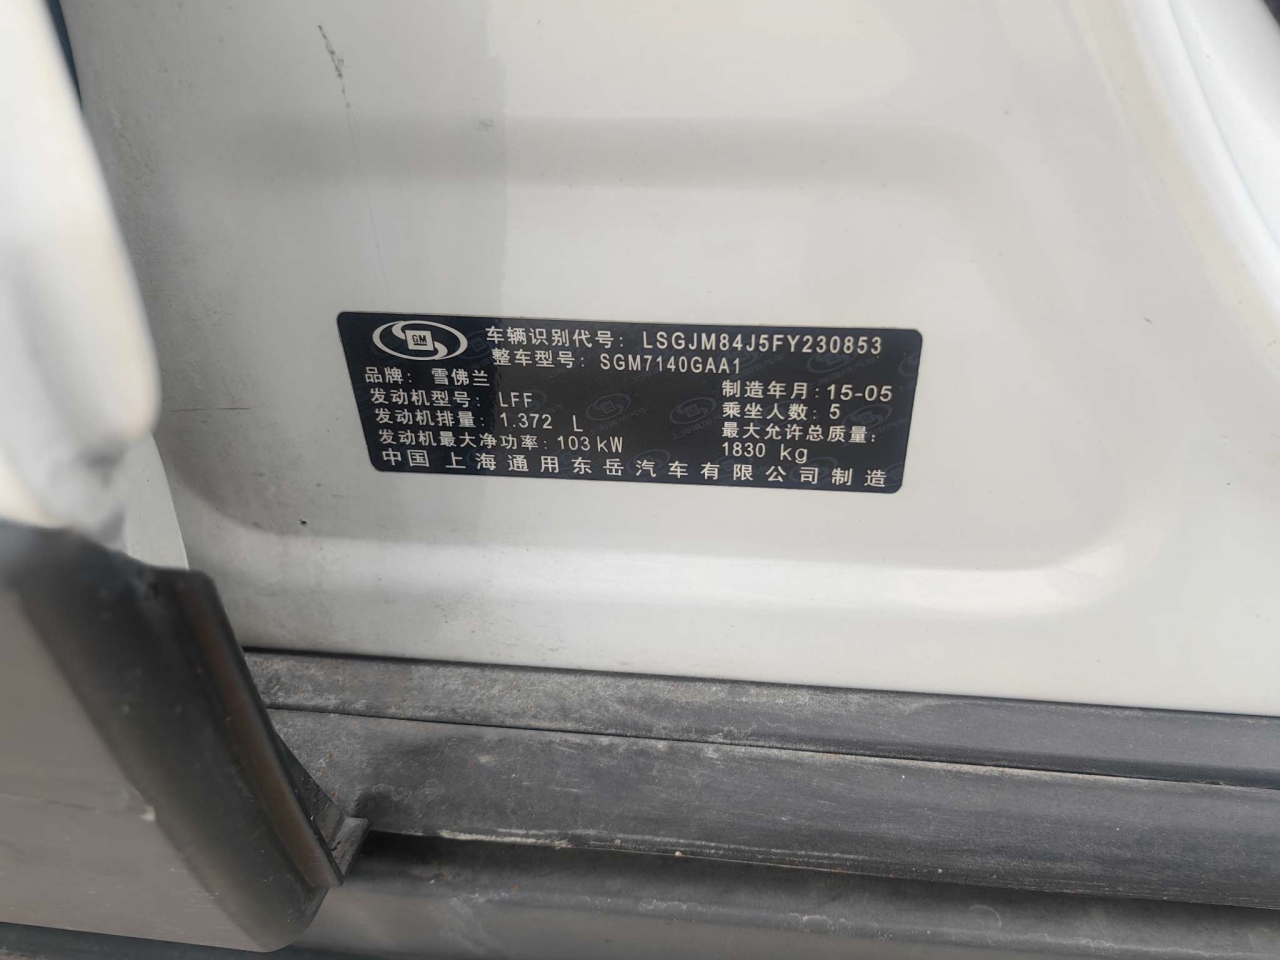 GM
车辆识别代号: LSGJM84J5FY230853
整车型号: SGM7140GAA1
品牌: 雪佛兰
制造年月: 15-05
发动机型号: LFF
乘坐人数: 5
发动机排量: 1.372 L
最大允许总质量:
1830 kg
发动机最大净功率: 103 kW
中国上海通用东岳汽车有限公司制造